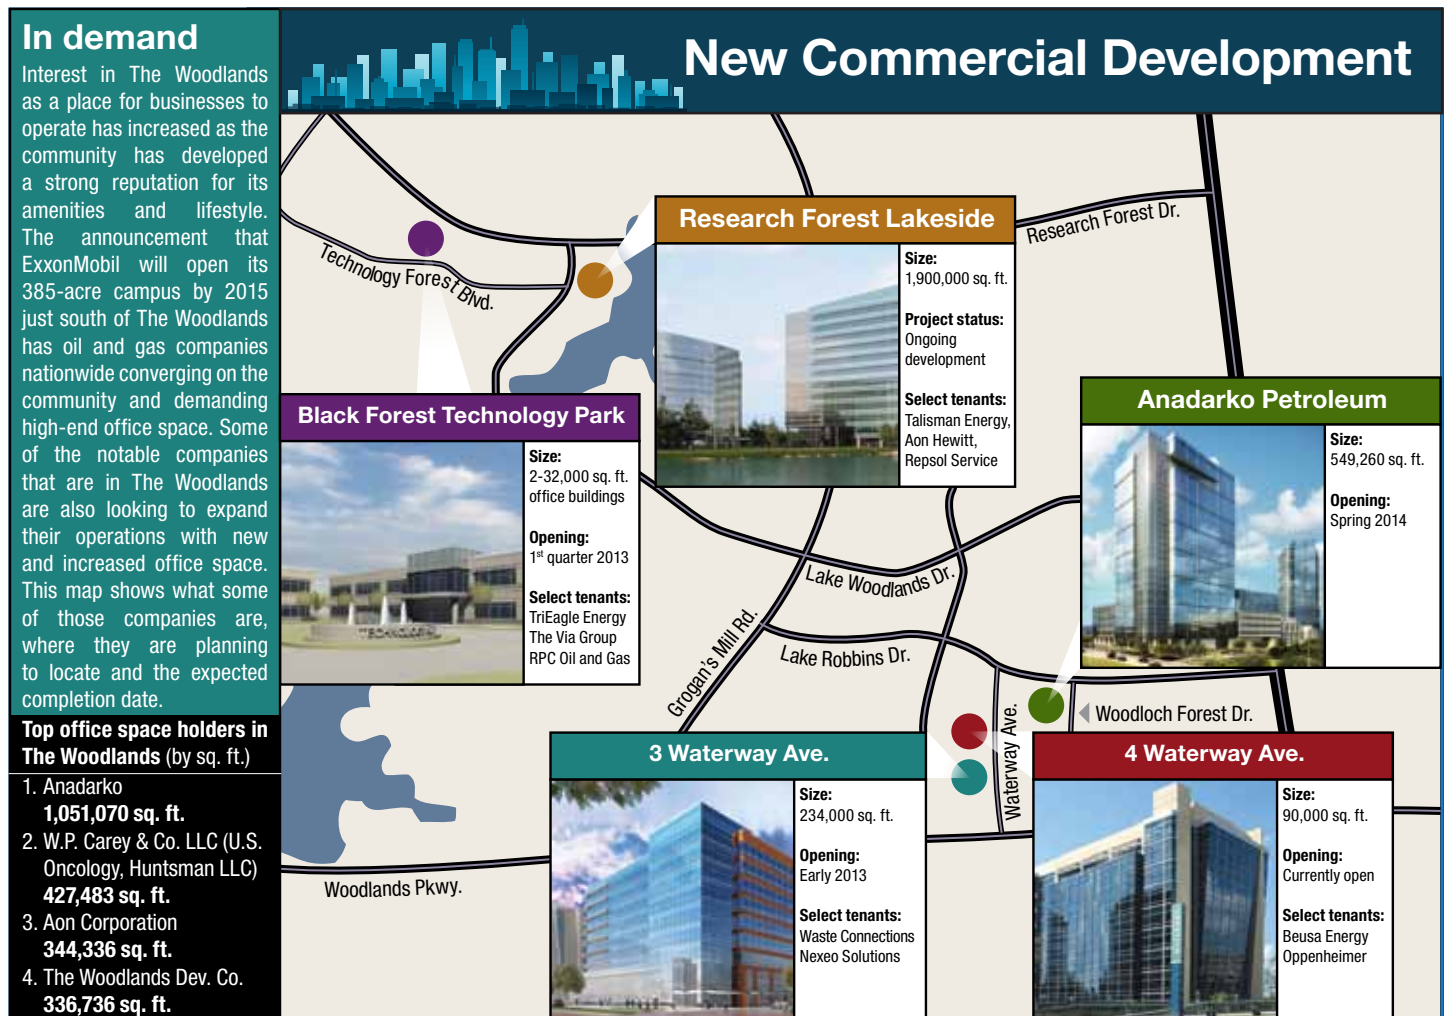 In demand
Interest in The Woodlands
as a place for businesses to
operate has increased as the
community has developed
a strong reputation for its
amenities and lifestyle.
The announcement that
ExxonMobil will open its
385-acre campus by 2015
just south of The Woodlands
has oil and gas companies
nationwide converging on the
community and demanding
high-end office space. Some
of the notable companies
that are in The Woodlands
are also looking to expand
their operations with new
and increased office space.
This map shows what some
of those companies are,
where they are planning
to locate and the expected
completion date.
Top office space holders in
The Woodlands (by sq. ft.)
1. Anadarko
1,051,070 sq. ft.
2. W.P. Carey & Co. LLC (U.S.
Oncology, Huntsman LLC)
427,483 sq. ft.
3. Aon Corporation
344,336 sq. ft.
4. The Woodlands Dev. Co.
336,736 sq. ft.
New Commercial Development
Research Forest Dr.
Technology Forest Blvd.
Research Forest Lakeside
Size:
1,900,000 sq. ft.
Project status:
Ongoing
development
Select tenants:
Talisman Energy,
Aon Hewitt,
Repsol Service
Black Forest Technology Park
Size:
2-32,000 sq. ft.
office buildings
Opening:
1st quarter 2013
Select tenants:
TriEagle Energy
The Via Group
RPC Oil and Gas
Anadarko Petroleum
Size:
549,260 sq. ft.
Opening:
Spring 2014
Lake Woodlands Dr.
Grogan's Mill Rd.
Lake Robbins Dr.
Woodloch Forest Dr.
Waterway Ave.
Woodlands Pkwy.
3 Waterway Ave.
Size:
234,000 sq. ft.
Opening:
Early 2013
Select tenants:
Waste Connections
Nexeo Solutions
4 Waterway Ave.
Size:
90,000 sq. ft.
Opening:
Currently open
Select tenants:
Beusa Energy
Oppenheimer